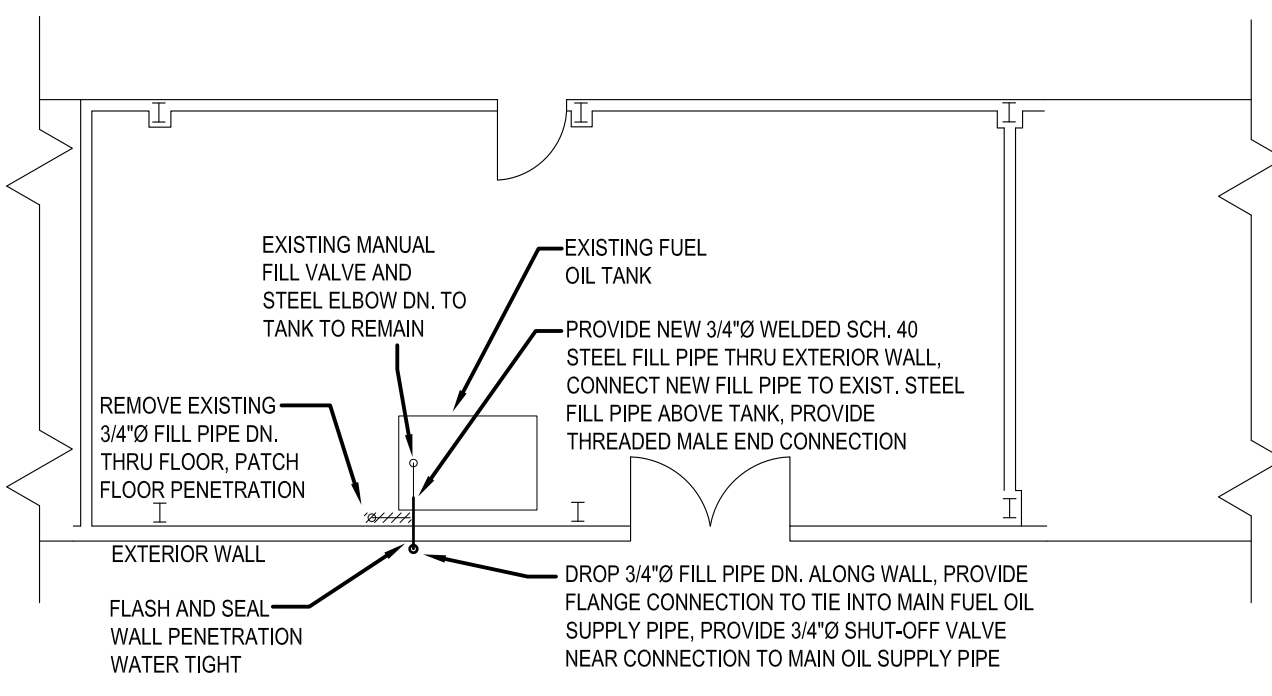 EXISTING MANUAL
FILL VALVE AND
STEEL ELBOW DN. TO
TANK TO REMAIN
EXISTING FUEL
OIL TANK
PROVIDE NEW 3/4"Ø WELDED SCH. 40
STEEL FILL PIPE THRU EXTERIOR WALL,
CONNECT NEW FILL PIPE TO EXIST. STEEL
FILL PIPE ABOVE TANK, PROVIDE
THREADED MALE END CONNECTION
REMOVE EXISTING
3/4"Ø FILL PIPE DN.
THRU FLOOR, PATCH
FLOOR PENETRATION
EXTERIOR WALL
FLASH AND SEAL
WALL PENETRATION
WATER TIGHT
DROP 3/4"Ø FILL PIPE DN. ALONG WALL, PROVIDE
FLANGE CONNECTION TO TIE INTO MAIN FUEL OIL
SUPPLY PIPE, PROVIDE 3/4"Ø SHUT-OFF VALVE
NEAR CONNECTION TO MAIN OIL SUPPLY PIPE